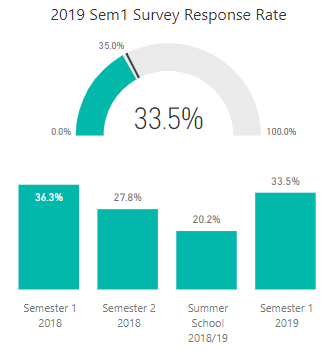 2019 Sem1 Survey Response Rate
35.0%
33.5%
0.0%
100.0%
36.3%
27.8%
20.2%
33.5%
Semester 1
2018
Semester 2
2018
Summer
School
2018/19
Semester 1
2019